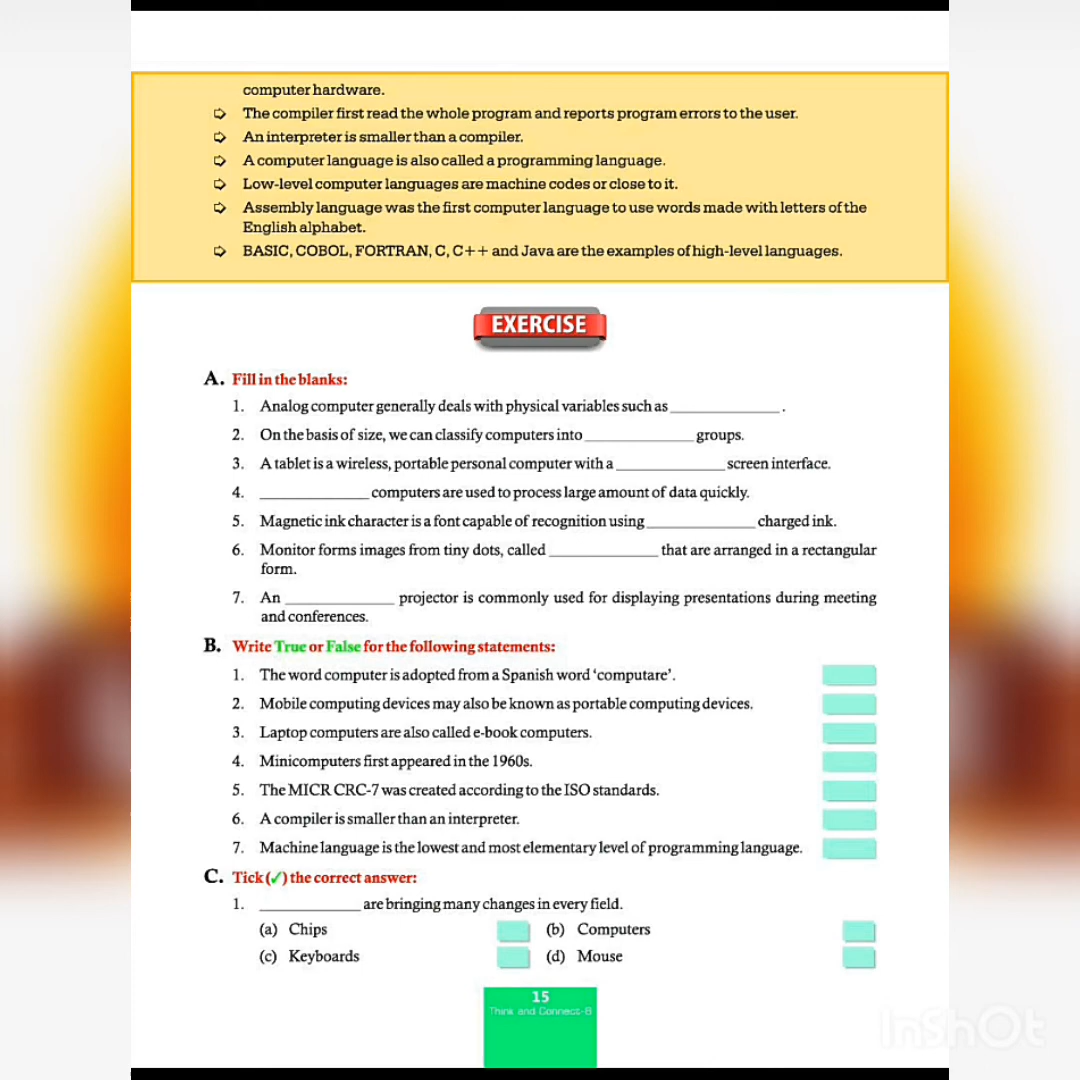 computer hardware.
➩ The compiler first read the whole program and reports program errors to the user.
➩ An interpreter is smaller than a compiler.
➩ A computer language is also called a programming language.
➩ Low-level computer languages are machine codes or close to it.
➩ Assembly language was the first computer language to use words made with letters of the
English alphabet.
➩ BASIC, COBOL, FORTRAN, C, C++ and Java are the examples of high-level languages.
EXERCISE
A. Fill in the blanks:
1. Analog computer generally deals with physical variables such as ______________ .
2. On the basis of size, we can classify computers into ______________ groups.
3. A tablet is a wireless, portable personal computer with a ______________ screen interface.
4. ______________ computers are used to process large amount of data quickly.
5. Magnetic ink character is a font capable of recognition using ______________ charged ink.
6. Monitor forms images from tiny dots, called ______________ that are arranged in a rectangular
form.
7. An ______________ projector is commonly used for displaying presentations during meeting
and conferences.
B. Write True or False for the following statements:
1. The word computer is adopted from a Spanish word ‘computare’.
2. Mobile computing devices may also be known as portable computing devices.
3. Laptop computers are also called e-book computers.
4. Minicomputers first appeared in the 1960s.
5. The MICR CRC-7 was created according to the ISO standards.
6. A compiler is smaller than an interpreter.
7. Machine language is the lowest and most elementary level of programming language.
C. Tick (✓) the correct answer:
1. ______________ are bringing many changes in every field.
(a) Chips (b) Computers
(c) Keyboards (d) Mouse
15
Think and Connect-8
InShOt